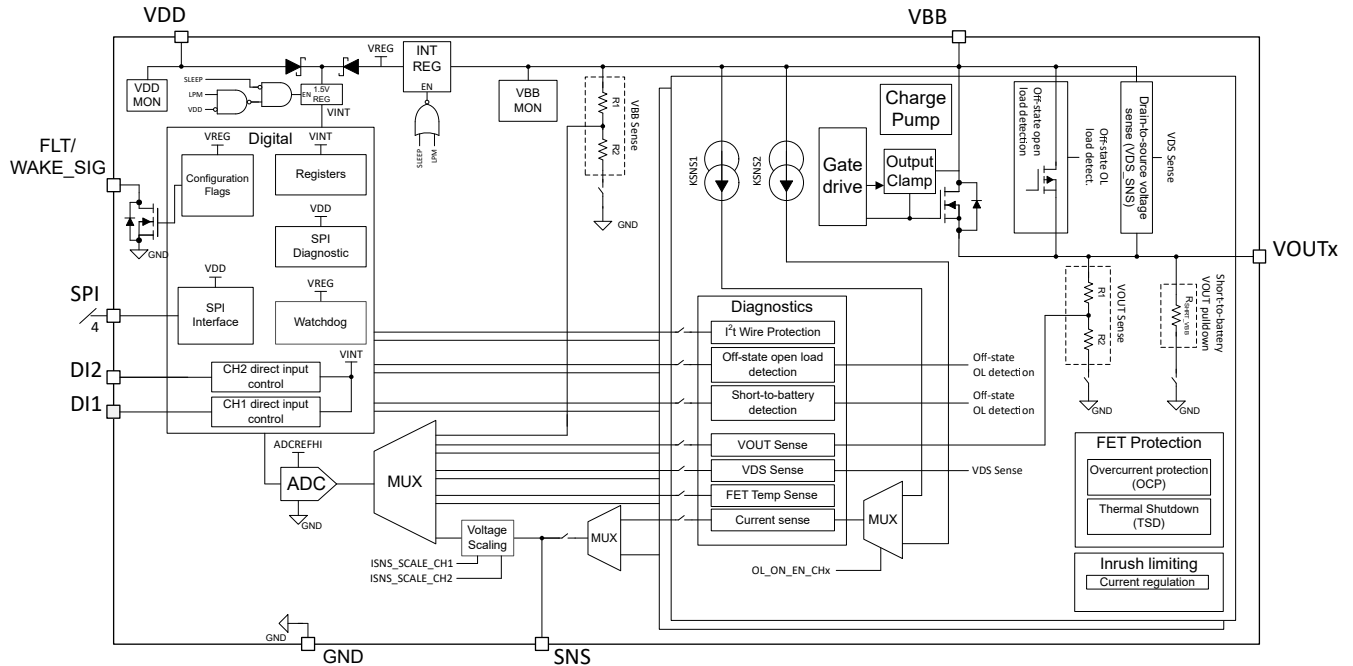 VDD
VBB
VDD
MON
SLEEP
LPM
VDD
EN
1.5V
REG
VINT
VREG
INT
REG
EN
SLEEP
LPM
VBB
MON
R1
R2
VBB Sense
GND
KSNS1
KSNS2
Charge
Pump
Gate
drive
Output
Clamp
Off-state open
load detection
Off-state OL
load detect.
Drain-to-source voltage
sense (VDS_SNS)
VDS Sense
VOUTx
FLT/
WAKE_SIG
GND
Digital
VREG
Configuration
Flags
VINT
Registers
VDD
SPI
Diagnostic
VDD
SPI
Interface
VREG
Watchdog
SPI
4
DI2
DI1
VINT
CH2 direct input
control
CH1 direct input
control
ADCREFHI
ADC
GND
MUX
Voltage
Scaling
ISNS_SCALE_CH1
ISNS_SCALE_CH2
MUX
Diagnostics
I²t Wire Protection
Off-state open load
detection
Short-to-battery
detection
VOUT Sense
VDS Sense
FET Temp Sense
Current sense
Off-state
OL detection
Off-state
OL detection
VDS Sense
MUX
OL_ON_EN_CHx
R1
R2
VOUT Sense
GND
RSHRT_VBB
Short-to-battery
VOUT pulldown
GND
FET Protection
Overcurrent protection
(OCP)
Thermal Shutdown
(TSD)
Inrush limiting
Current regulation
GND
GND
SNS